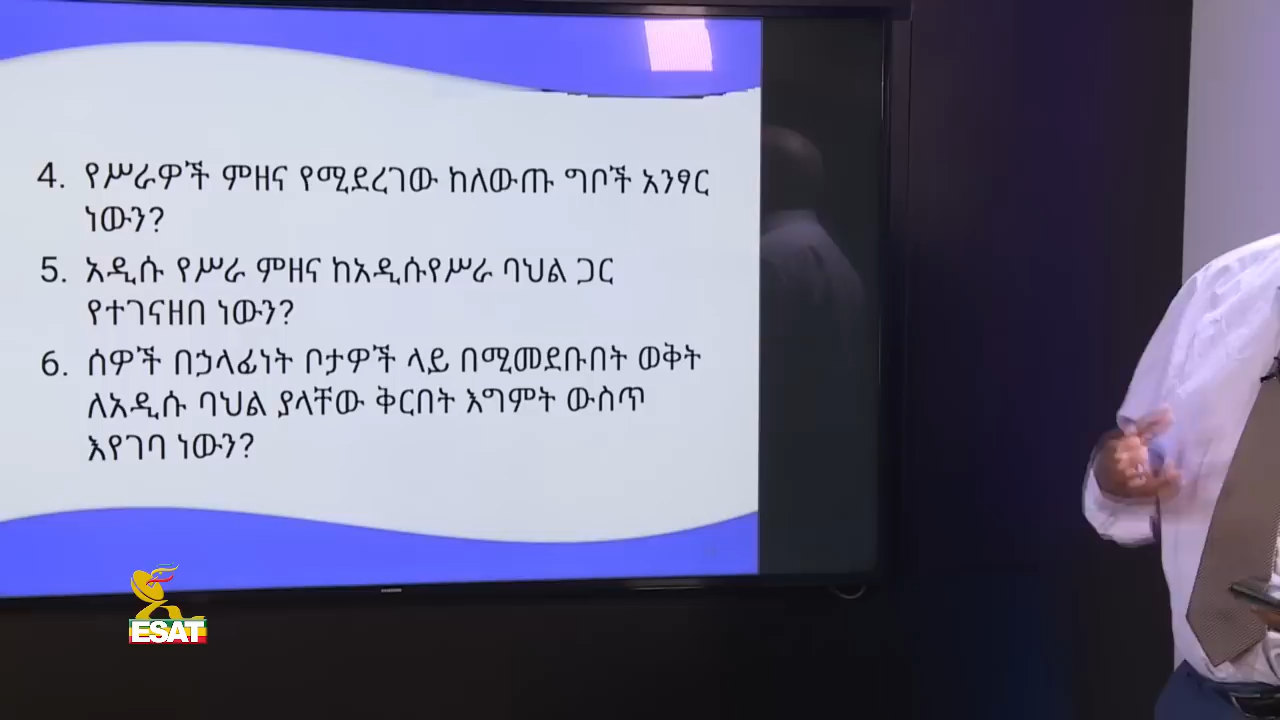 4. የሥራዎች ምዘና የሚደረገው ከለውጡ ግቦች አንፃር
ነውን?
5. አዲሱ የሥራ ምዘና ከአዲሱየሥራ ባህል ጋር
የተገናዘበ ነውን?
6. ሰዎች በኃላፊነት ቦታዎች ላይ በሚመደቡበት ወቅት
ለአዲሱ ባህል ያላቸው ቅርበት እግምት ውስጥ
እየገባ ነውን?
SAMSUNG
ESAT